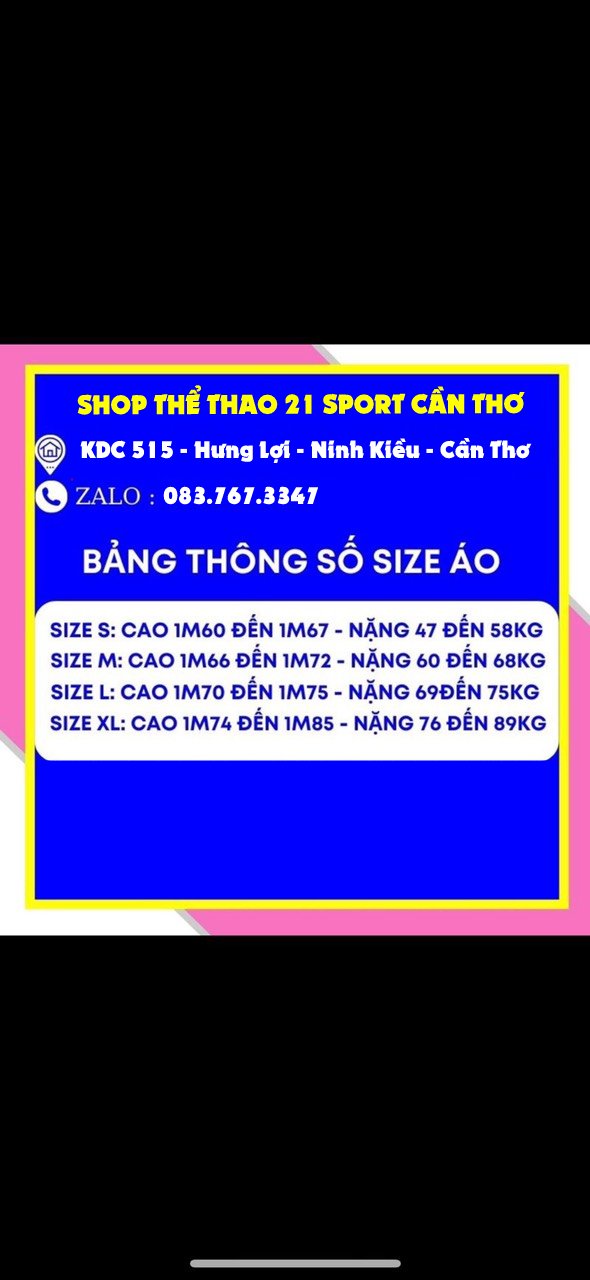 SHOP THỂ THAO 21 SPORT CẦN THƠ
KDC 515 - Hưng Lợi - Ninh Kiều - Cần Thơ
ZALO : 083.767.3347
BẢNG THÔNG SỐ SIZE ÁO
SIZE S: CAO 1M60 ĐẾN 1M67 - NẶNG 47 ĐẾN 58KG
SIZE M: CAO 1M66 ĐẾN 1M72 - NẶNG 60 ĐẾN 68KG
SIZE L: CAO 1M70 ĐẾN 1M75 - NẶNG 69ĐẾN 75KG
SIZE XL: CAO 1M74 ĐẾN 1M85 - NẶNG 76 ĐẾN 89KG